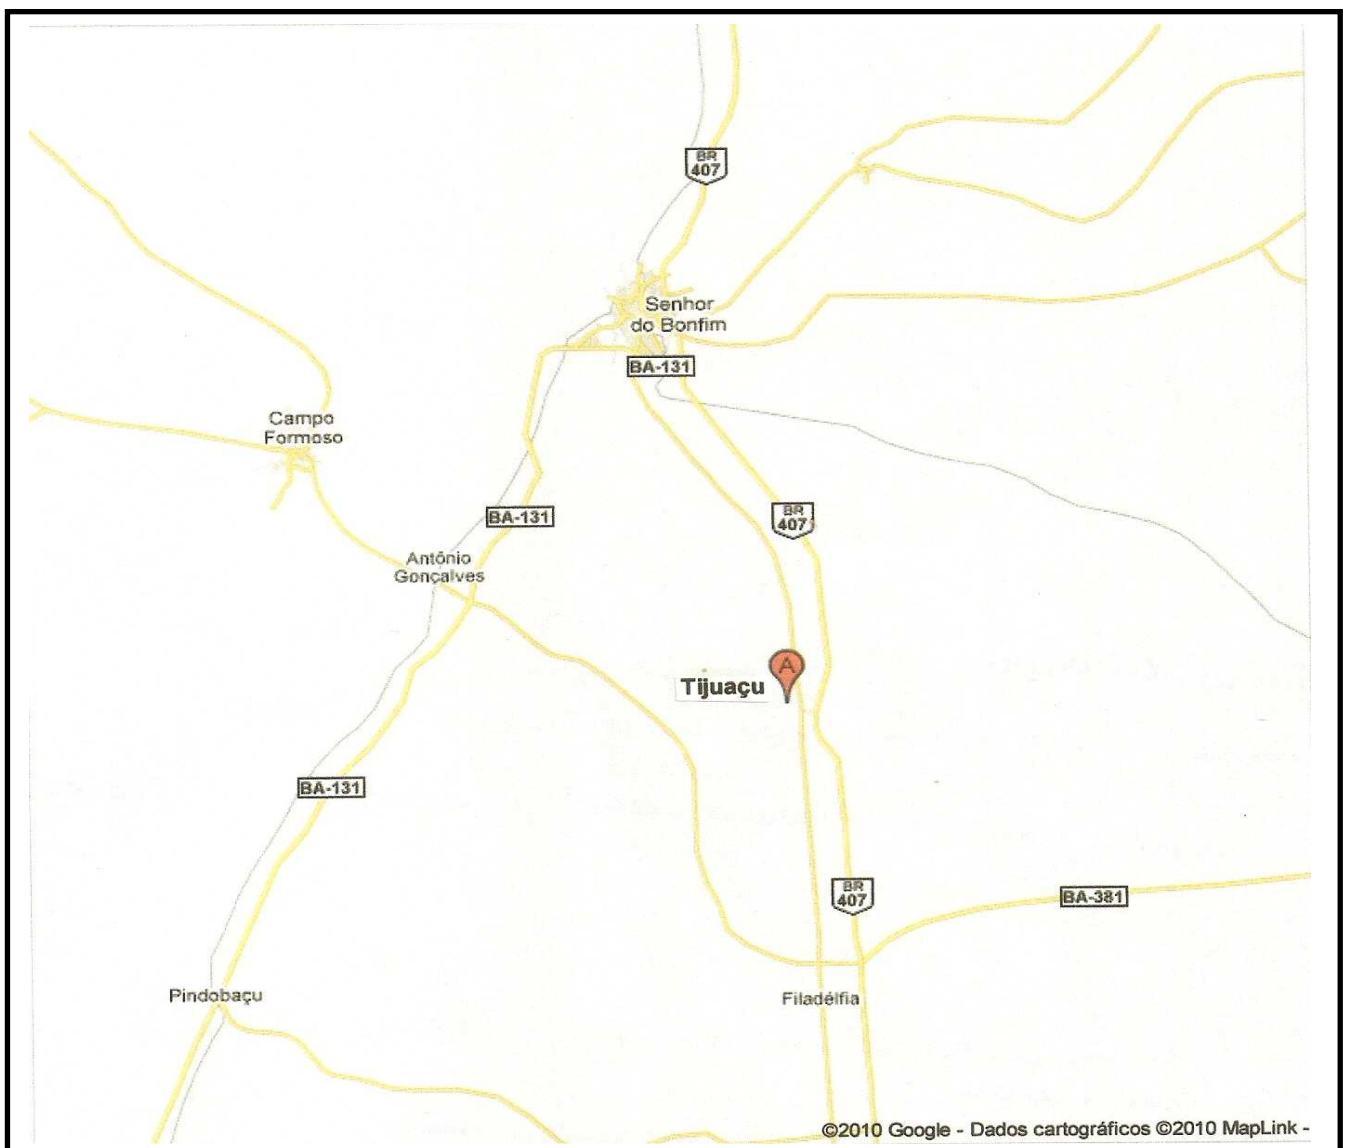 BR
407
Senhor
do Bonfim
BA-131
Campo
Formoso
BA-131
BR
407
Antônio
Gonçalves
A
Tijuaçu
BA-131
BR
407
BA-381
Pindobaçu
Filadélfia
©2010 Google - Dados cartográficos ©2010 MapLink -